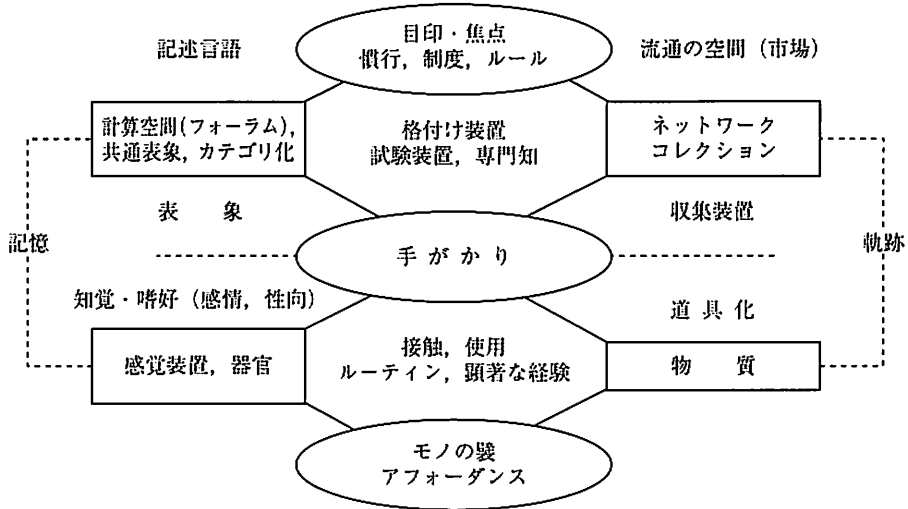 目印・焦点
慣行，制度，ルール
記述言語
流通の空間（市場）
計算空間(フォーラム),
共通表象，カテゴリ化
格付け装置
試験装置，専門知
ネットワーク
コレクション
表　象
収集装置
記憶
手がかり
軌跡
知覚・嗜好（感情，性向）
道具化
感覚装置，器官
接触，使用
ルーティン，顕著な経験
物　質
モノの襞
アフォーダンス